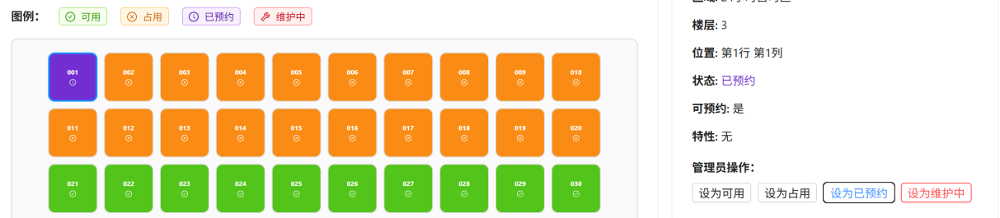 图例： 可用 占用 已预约 维护中
001 002 003 004 005 006 007 008 009 010
011 012 013 014 015 016 017 018 019 020
021 022 023 024 025 026 027 028 029 030
楼层: 3
位置: 第1行 第1列
状态: 已预约
可预约: 是
特性: 无
管理员操作：
设为可用 设为占用 设为已预约 设为维护中